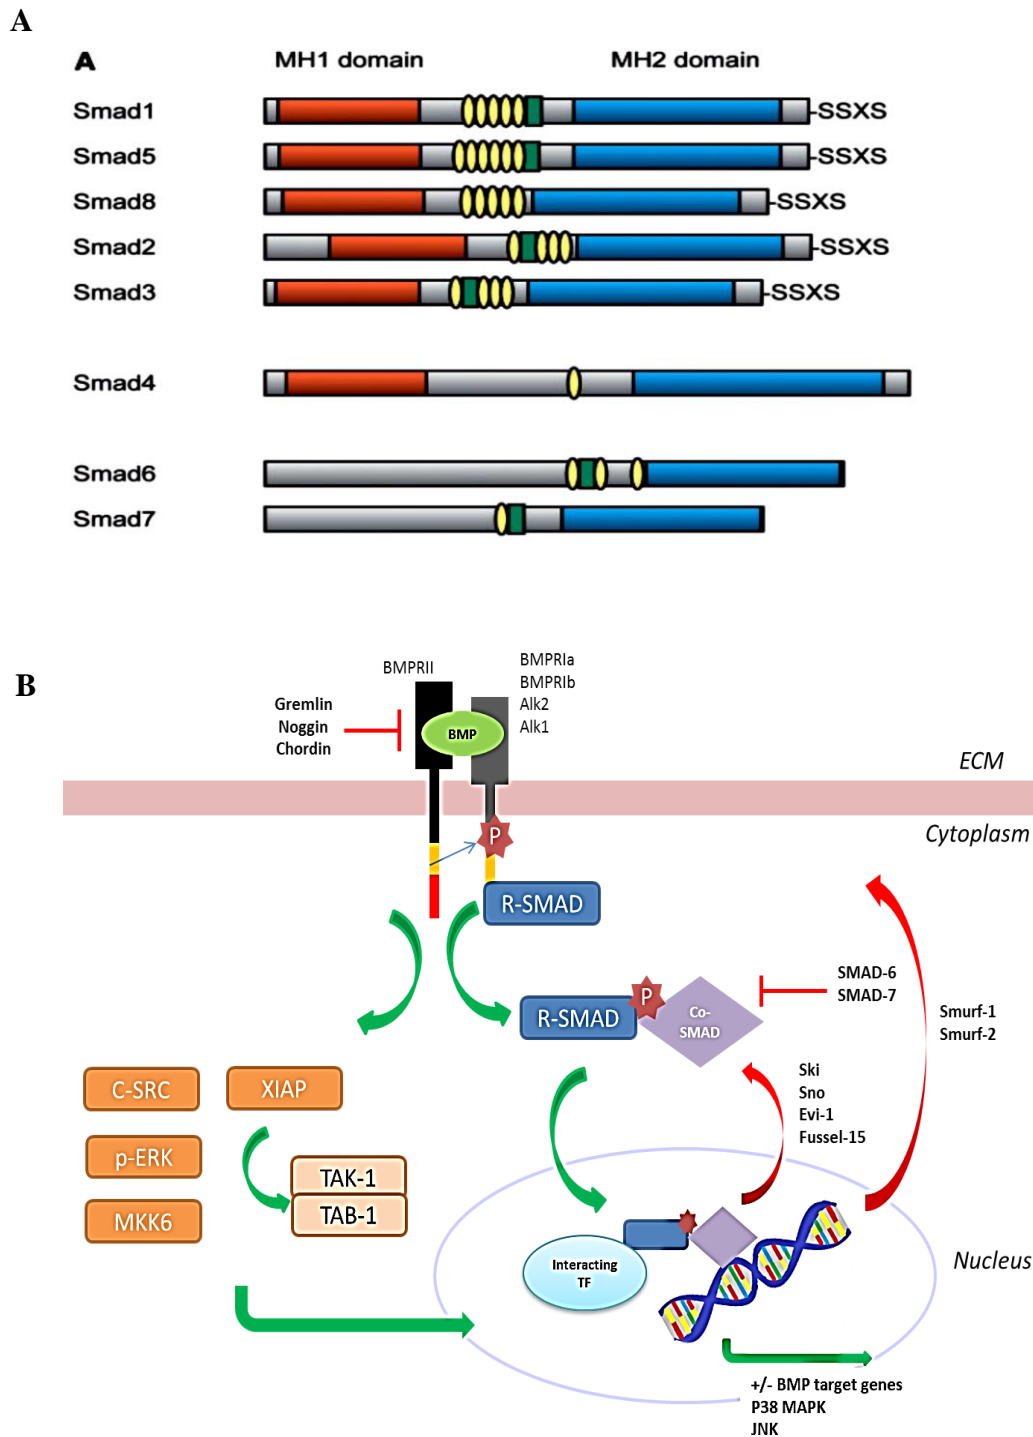 A
A MH1 domain MH2 domain
Smad1 -SSXS
Smad5 -SSXS
Smad8 -SSXS
Smad2 -SSXS
Smad3 -SSXS
Smad4
Smad6
Smad7
B
BMPRII
BMPRIa
BMPRIb
Alk2
Alk1
Gremlin
Noggin
Chordin
BMP
ECM
Cytoplasm
P
R-SMAD
R-SMAD
P
Co-
SMAD
SMAD-6
SMAD-7
Smurf-1
Smurf-2
Ski
Sno
Evi-1
Fussel-15
C-SRC
XIAP
p-ERK
MKK6
TAK-1
TAB-1
Interacting
TF
Nucleus
+/- BMP target genes
P38 MAPK
JNK